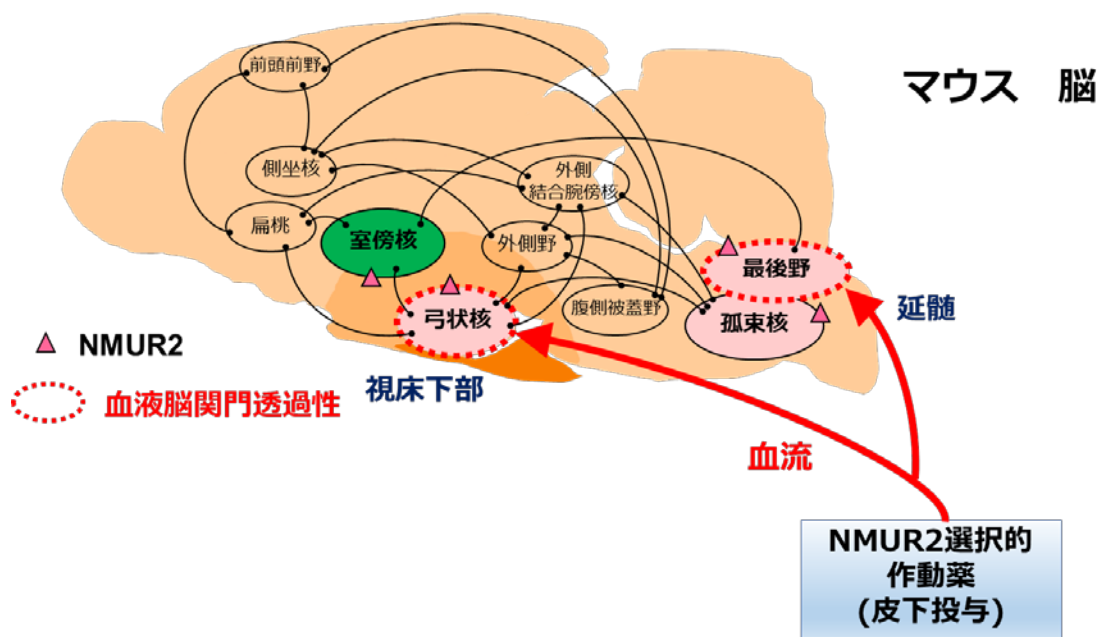 マウス 脳
前頭前野
側坐核
外側
結合腕傍核
扁桃
室傍核
外側野
最後野
腹側被蓋野
孤束核
延髄
弓状核
NMUR2
視床下部
血液脳関門透過性
血流
NMUR2選択的
作動薬
(皮下投与)